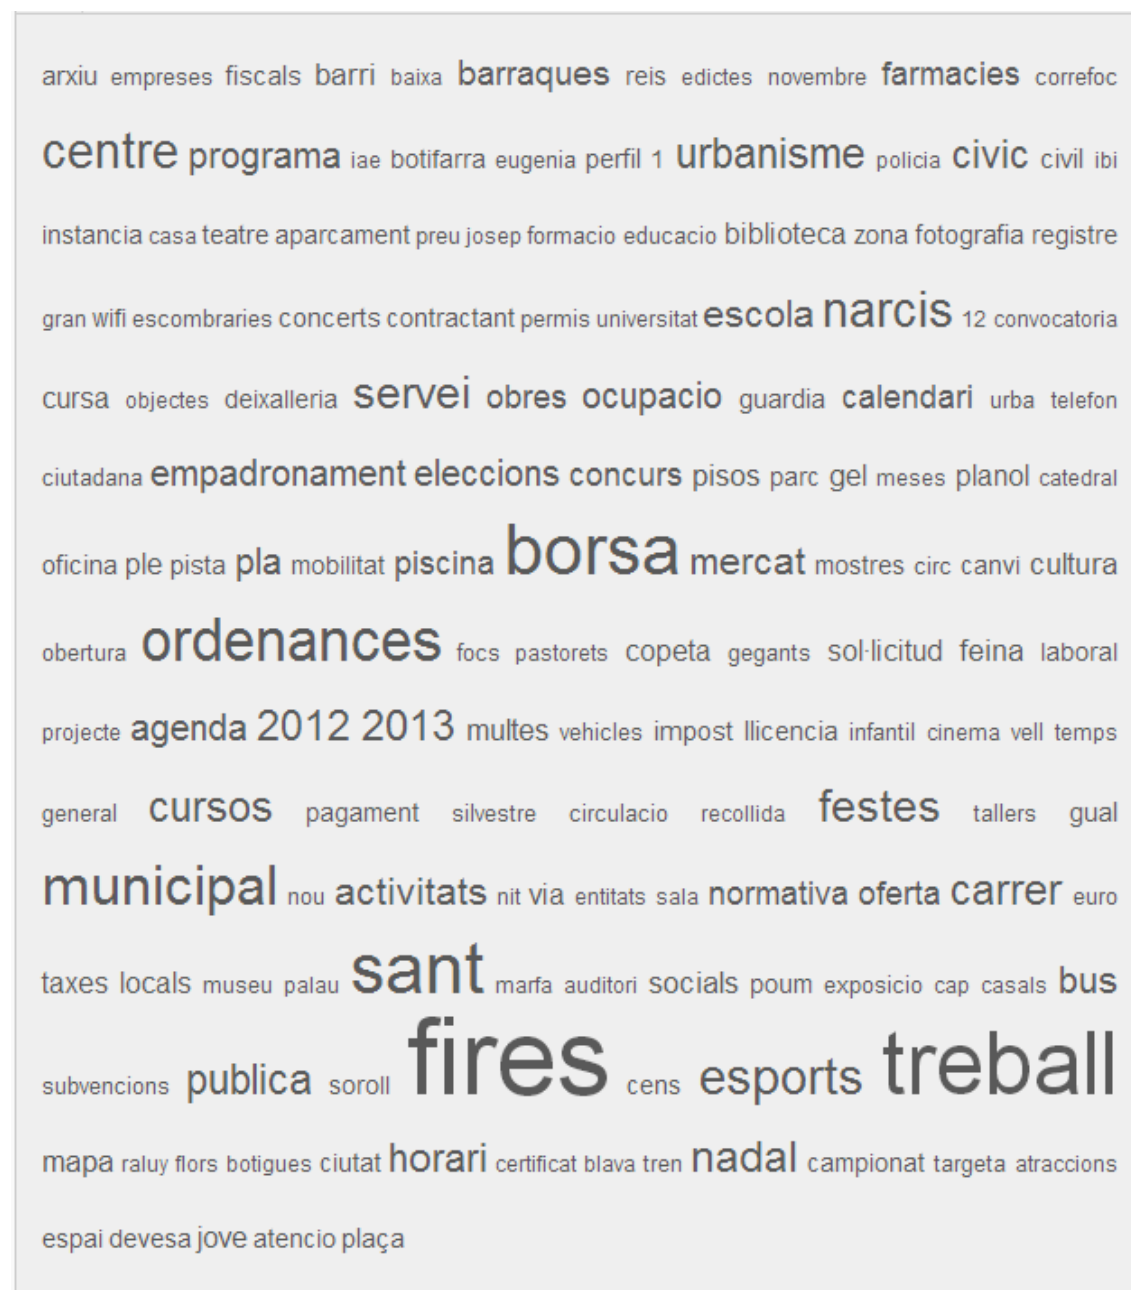 arxiu empreses fiscals barri baixa barraques reis edictes novembre farmacies correfoc
centre programa iae botifarra eugenia perfil 1 urbanisme policia civic civil ibi
instancia casa teatre aparcament preu josep formacio educacio biblioteca zona fotografia registre
gran wifi escombraries concerts contractant permis universitat escola narcis 12 convocatoria
cursa objectes deixalleria servei obres ocupacio guardia calendari urba telefon
ciutadana empadronament eleccions concurs pisos parc gel meses planol catedral
oficina ple pista pla mobilitat piscina borsa mercat mostres circ canvi cultura
obertura ordenances focs pastorets copeta gegants sol·licitud feina laboral
projecte agenda 2012 2013 multes vehicles impost llicencia infantil cinema vell temps
general cursos pagament silvestre circulacio recollida festes tallers gual
municipal nou activitats nit via entitats sala normativa oferta carrer euro
taxes locals museu palau sant marfa auditori socials poum exposicio cap casals bus
subvencions publica soroll fires cens esports treball
mapa raluy flors botigues ciutat horari certificat blava tren nadal campionat targeta atraccions
espai devesa jove atencio plaça